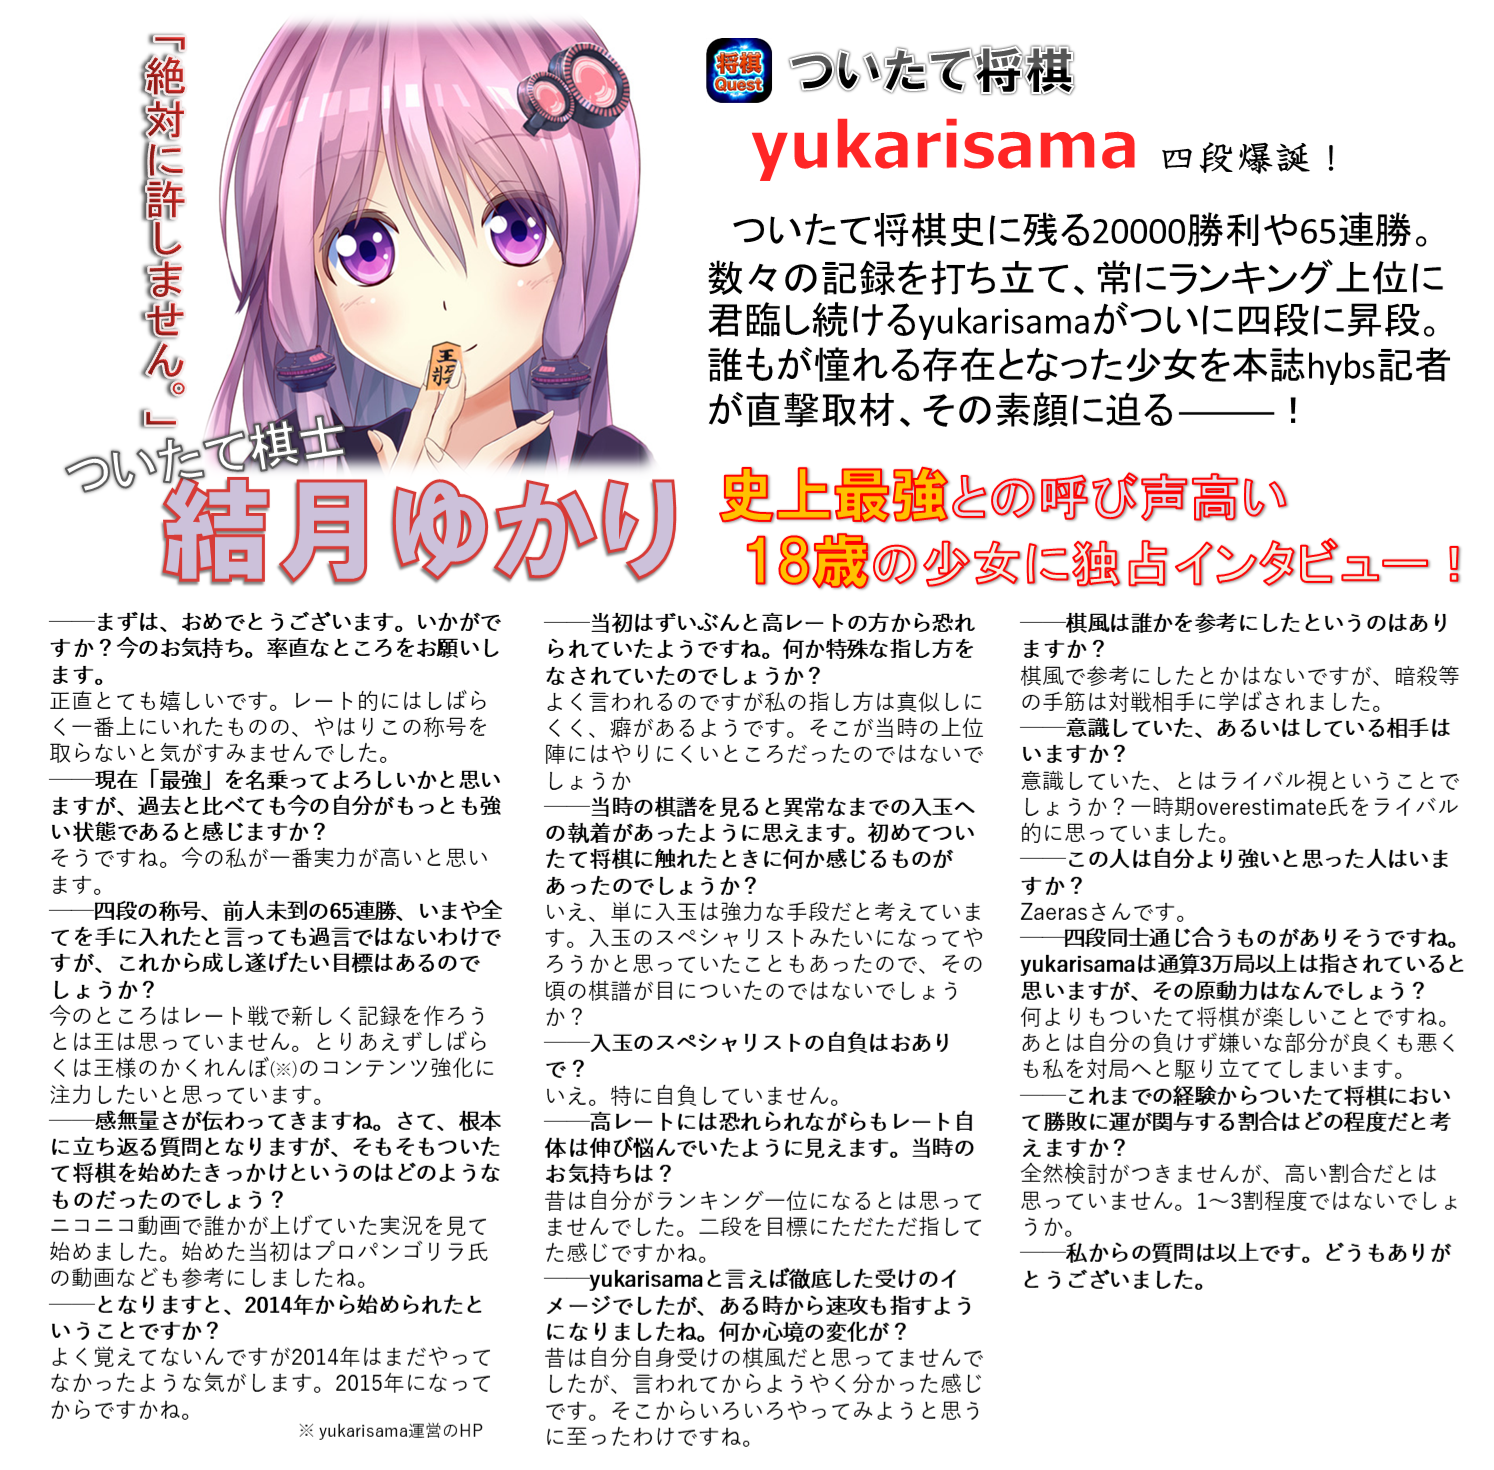 『絶対に許しません。』
ついたて棋士
結月ゆかり
将棋
Quest
ついたて将棋
yukarisama 四段爆誕！
ついたて将棋史に残る20000勝利や65連勝。
数々の記録を打ち立て、常にランキング上位に
君臨し続けるyukarisamaがついに四段に昇段。
誰もが憧れる存在となった少女を本誌hybs記者
が直撃取材、その素顔に迫る―――！
史上最強との呼び声高い
18歳の少女に独占インタビュー！
王将
――まずは、おめでとうございます。いかがで
すか？今のお気持ち。率直なところをお願いし
ます。
正直とても嬉しいです。レート的にはしばら
く一番上にいれたものの、やはりこの称号を
取らないと気がすみませんでした。
――現在「最強」を名乗ってよろしいかと思い
ますが、過去と比べても今の自分がもっとも強
い状態であると感じますか？
そうですね。今の私が一番実力が高いと思い
ます。
――四段の称号、前人未到の65連勝、いまや全
てを手に入れたと言っても過言ではないわけで
すが、これから成し遂げたい目標はあるので
しょうか？
今のところはレート戦で新しく記録を作ろう
とは王は思っていません。とりあえずしばら
くは王様のかくれんぼ(※)のコンテンツ強化に
注力したいと思っています。
――感無量さが伝わってきますね。さて、根本
に立ち返る質問となりますが、そもそもついた
て将棋を始めたきっかけというのはどのような
ものだったのでしょう？
ニコニコ動画で誰かが上げていた実況を見て
始めました。始めた当初はプロパンゴリラ氏
の動画なども参考にしましたね。
――となりますと、2014年から始められたと
いうことですか？
よく覚えてないんですが2014年はまだやって
なかったような気がします。2015年になって
からですかね。
※ yukarisama運営のHP
――当初はずいぶんと高レートの方から恐れ
られていたようですね。何か特殊な指し方を
なされていたのでしょうか？
よく言われるのですが私の指し方は真似しに
くく、癖があるようです。そこが当時の上位
陣にはやりにくいところだったのではないで
しょうか
――当時の棋譜を見ると異常なまでの入玉へ
の執着があったように思えます。初めてつい
たて将棋に触れたときに何か感じるものが
あったのでしょうか？
いえ、単に入玉は強力な手段だと考えていま
す。入玉のスペシャリストみたいになってや
ろうかと思っていたこともあったので、その
頃の棋譜が目についたのではないでしょう
か？
――入玉のスペシャリストの自負はおあり
で？
いえ。特に自負していません。
――高レートには恐れられながらもレート自
体は伸び悩んでいたように見えます。当時の
お気持ちは？
昔は自分がランキング一位になるとは思って
ませんでした。二段を目標にただただ指して
た感じですかね。
――yukarisamaと言えば徹底した受けのイ
メージでしたが、ある時から速攻も指すよう
になりましたね。何か心境の変化が？
昔は自分自身受けの棋風だと思ってませんで
したが、言われてからようやく分かった感じ
です。そこからいろいろやってみようと思う
に至ったわけですね。
――棋風は誰かを参考にしたというのはあり
ますか？
棋風で参考にしたとかはないですが、暗殺等
の手筋は対戦相手に学ばされました。
――意識していた、あるいはしている相手は
いますか？
意識していた、とはライバル視ということで
しょうか？一時期overestimate氏をライバル
的に思っていました。
――この人は自分より強いと思った人はいま
すか？
Zaerasさんです。
――四段同士通じ合うものがありそうですね。
yukarisamaは通算3万局以上は指されていると
思いますが、その原動力はなんでしょう？
何よりもついたて将棋が楽しいことですね。
あとは自分の負けず嫌いな部分が良くも悪く
も私を対局へと駆り立ててしまいます。
――これまでの経験からついたて将棋におい
て勝敗に運が関与する割合はどの程度だと考
えますか？
全然検討がつきませんが、高い割合だとは
思っていません。1～3割程度ではないでしょ
うか。
――私からの質問は以上です。どうもありが
とうございました。